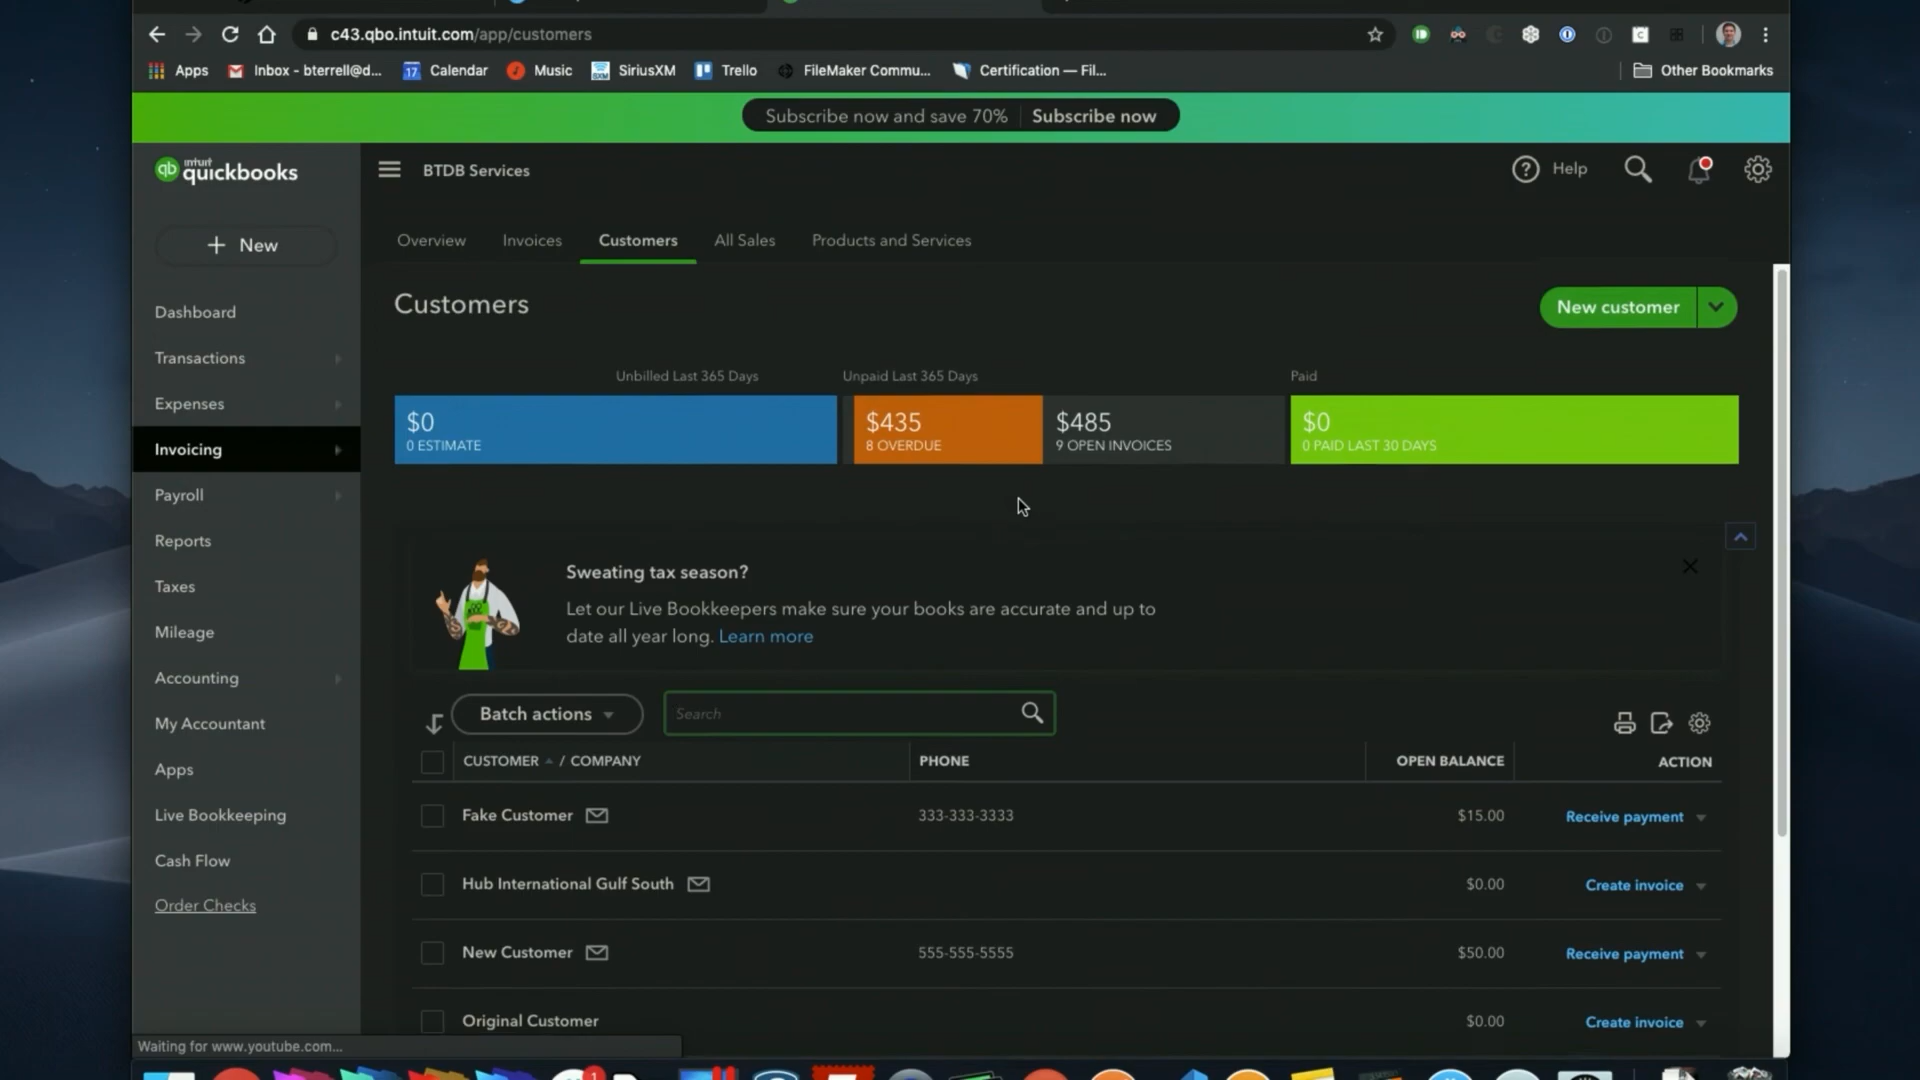 c43.qbo.intuit.com/app/customers
Apps
Inbox - bterrell@d...
17
Calendar
Music
SXM
SiriusXM
Trello
FileMaker Commu...
Certification — Fil...
Other Bookmarks
Subscribe now and save 70%
Subscribe now
qb intuit quickbooks
BTDB Services
? Help
+ New
Overview
Invoices
Customers
All Sales
Products and Services
Dashboard
Transactions
Expenses
Invoicing
Payroll
Reports
Taxes
Mileage
Accounting
My Accountant
Apps
Live Bookkeeping
Cash Flow
Order Checks
Customers
New customer
Unbilled Last 365 Days
Unpaid Last 365 Days
Paid
$0
0 ESTIMATE
$435
8 OVERDUE
$485
9 OPEN INVOICES
$0
0 PAID LAST 30 DAYS
Sweating tax season?
Let our Live Bookkeepers make sure your books are accurate and up to
date all year long. Learn more
Batch actions
Search
CUSTOMER / COMPANY
PHONE
OPEN BALANCE
ACTION
Fake Customer
333-333-3333
$15.00
Receive payment
Hub International Gulf South
$0.00
Create invoice
New Customer
555-555-5555
$50.00
Receive payment
Original Customer
$0.00
Create invoice
Waiting for www.youtube.com...
1